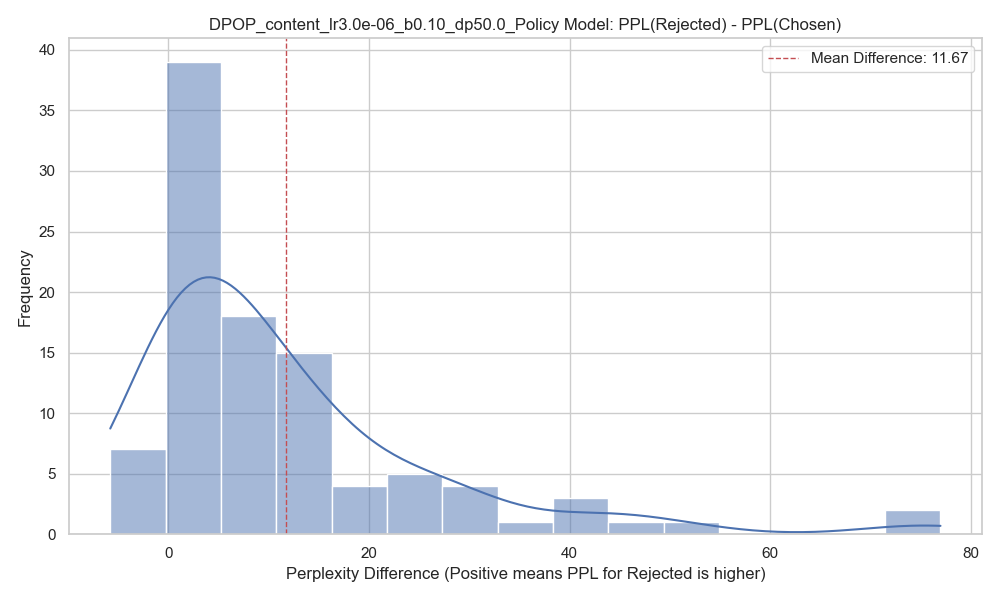 DPOP_content_lr3.0e-06_b0.10_dp50.0_Policy Model: PPL(Rejected) - PPL(Chosen)
Mean Difference: 11.67
Frequency
40
35
30
25
20
15
10
5
0
0 20 40 60 80
Perplexity Difference (Positive means PPL for Rejected is higher)